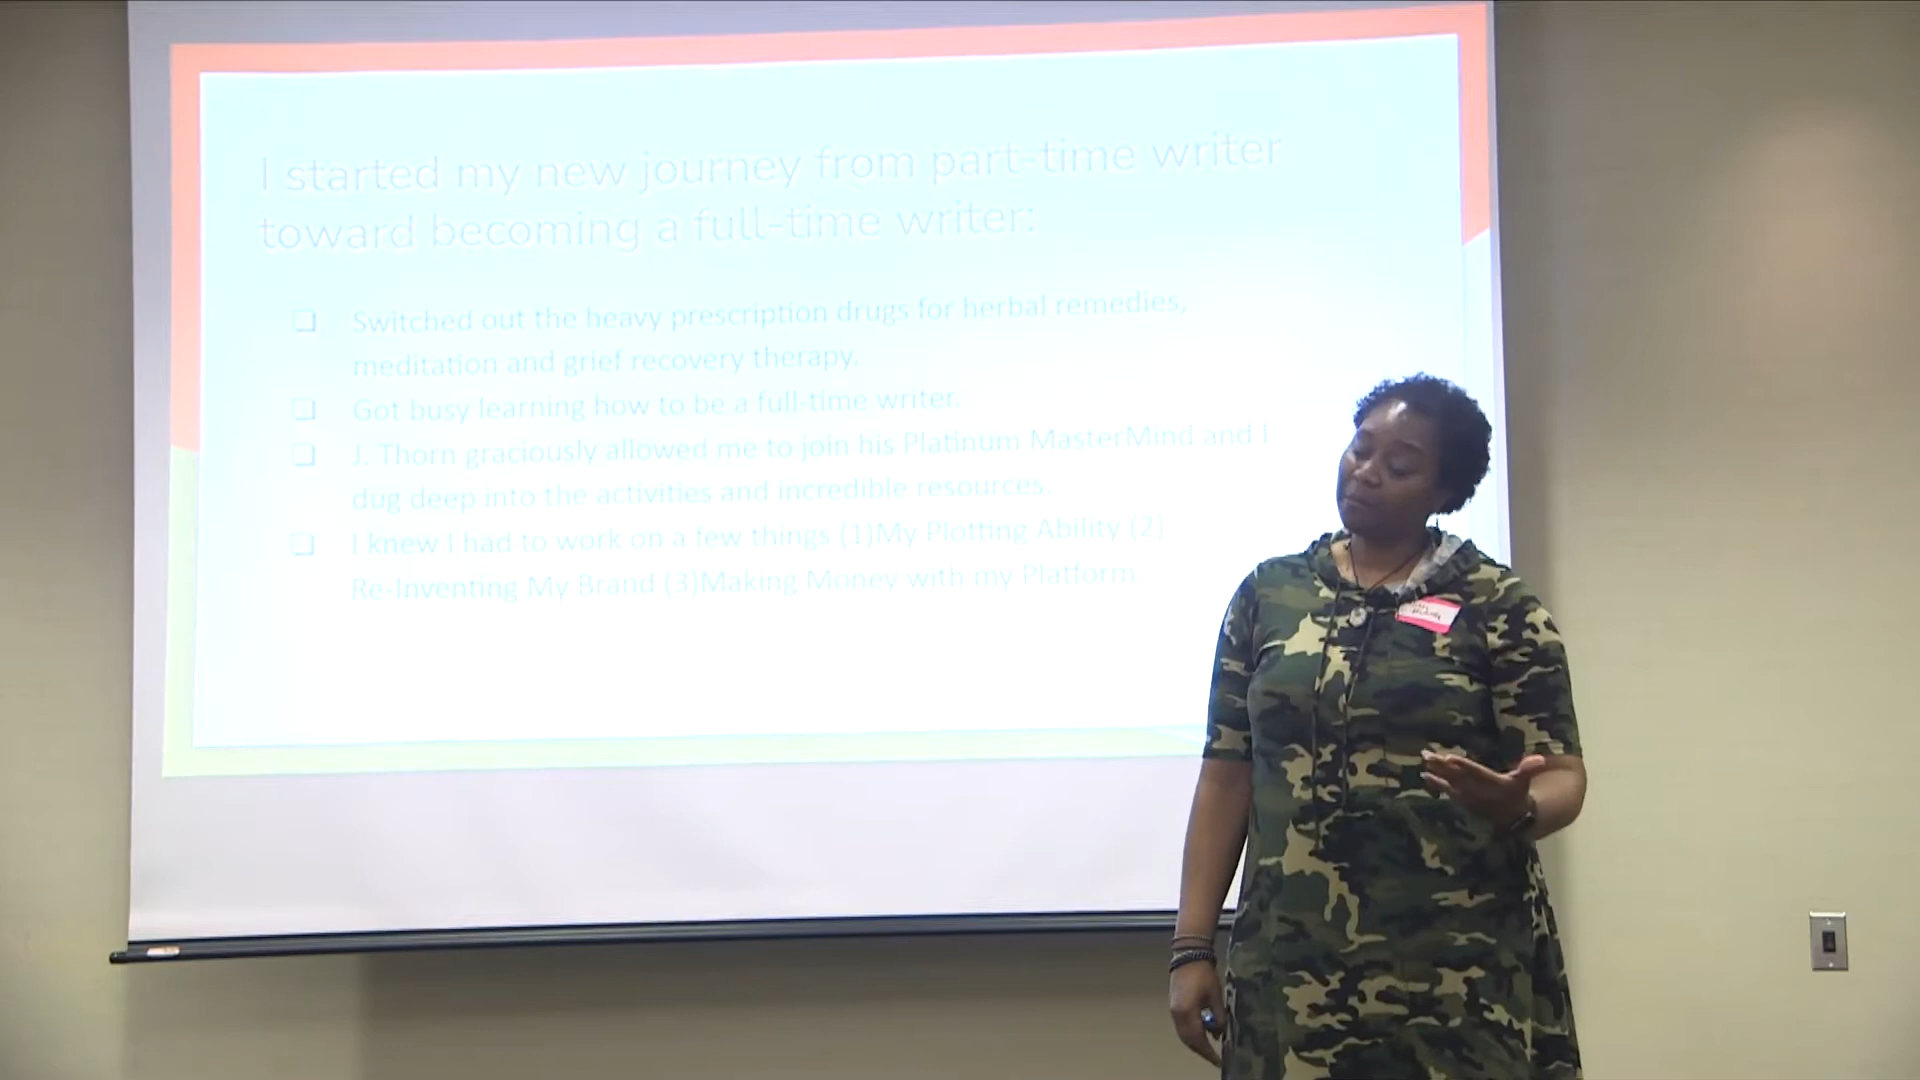 I started my new journey from part-time writer
toward becoming a full-time writer:
❏ Switched out the heavy prescription drugs for herbal remedies,
meditation and grief recovery therapy.
❏ Got busy learning how to be a full-time writer.
❏ J. Thorn graciously allowed me to join his Platinum MasterMind and I
dug deep into the activities and incredible resources.
❏ I knew I had to work on a few things (1)My Plotting Ability (2)
Re-Inventing My Brand (3)Making Money with my Platform